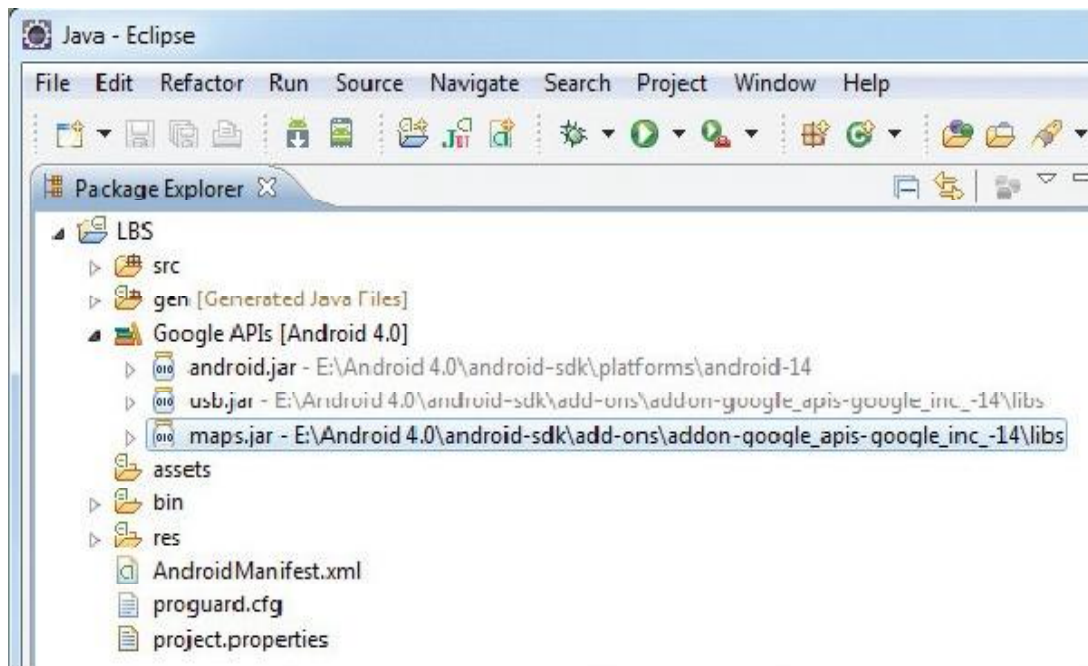 Java - Eclipse
File Edit Refactor Run Source Navigate Search Project Window Help
Package Explorer
LBS
src
gen [Generated Java Files]
Google APIs [Android 4.0]
android.jar - E:\Android 4.0\android-sdk\platforms\android-14
usb.jar - E:\Android 4.0\android-sdk\add-ons\addon-google_apis-google_inc_-14\libs
maps.jar - E:\Android 4.0\android-sdk\add-ons\addon-google_apis-google_inc_-14\libs
assets
bin
res
AndroidManifest.xml
proguard.cfg
project.properties